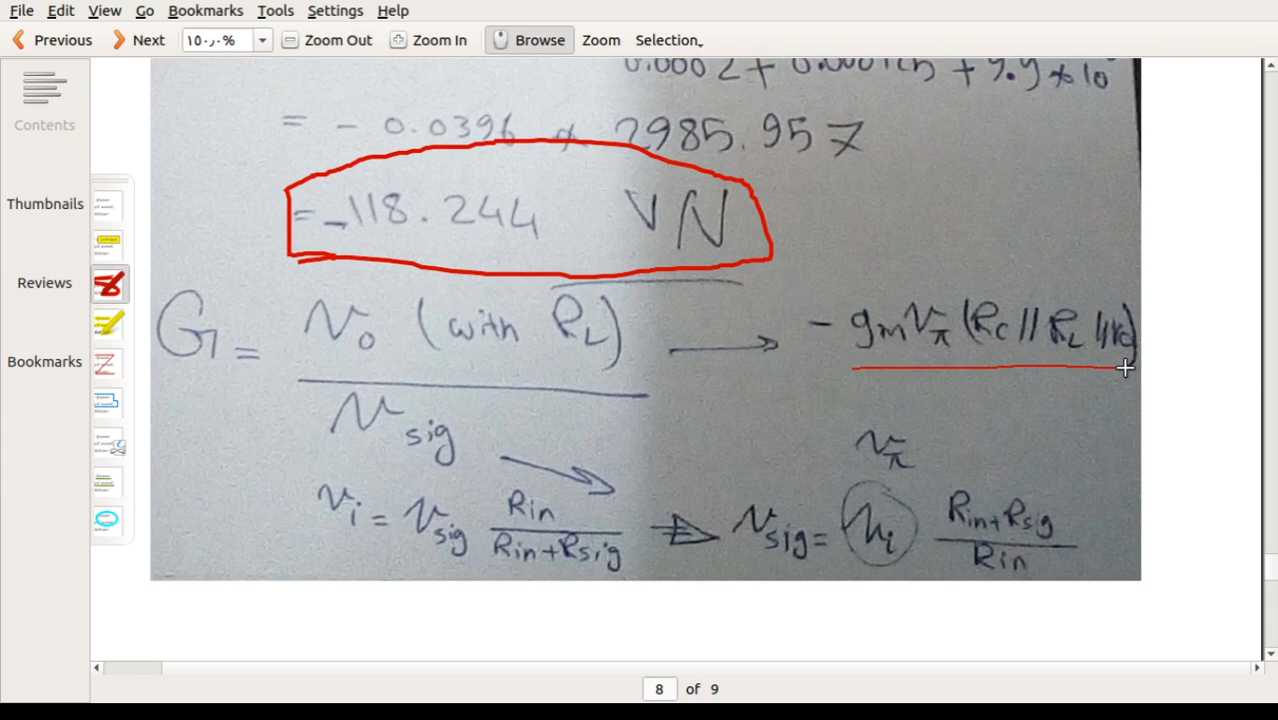 File Edit View Go Bookmarks Tools Settings Help
Previous Next ١٥٠٫٠% Zoom Out Zoom In Browse Zoom Selection
Contents
Thumbnails
Reviews
Bookmarks
= - 0.0396 * 2985.957
= -118.244 V/V
G = vo (with RL) / vsig → - gm vπ (Rc // RL // ro)
vπ
vi = vsig Rin / Rin+Rsig ⇒ vsig = vi Rin+Rsig / Rin
8 of 9